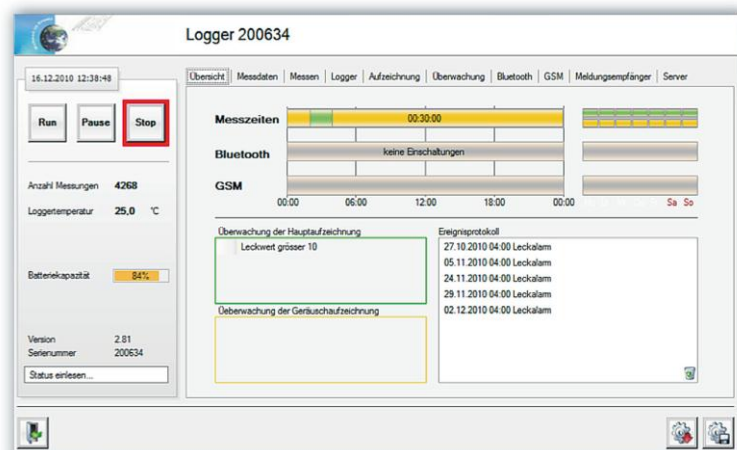 Logger 200634
16.12.2010 12:38:48
Run
Pause
Stop
Anzahl Messungen 4268
Loggertemperatur 25,0 °C
Batteriekapazität 84%
Version 2.81
Serienummer 200634
Status einlesen...
Übersicht
Messdaten
Messen
Logger
Aufzeichnung
Überwachung
Bluetooth
GSM
Meldungsempfänger
Server
Messzeiten
00:30:00
Bluetooth
keine Einschaltungen
GSM
00:00 06:00 12:00 18:00 00:00
Sa So
Überwachung der Hauptaufzeichnung
Leckwert grösser 10
Üeberwachung der Geräuschaufzeichnung
Ereignisprotokoll
27.10.2010 04:00 Leckalarm
05.11.2010 04:00 Leckalarm
24.11.2010 04:00 Leckalarm
29.11.2010 04:00 Leckalarm
02.12.2010 04:00 Leckalarm